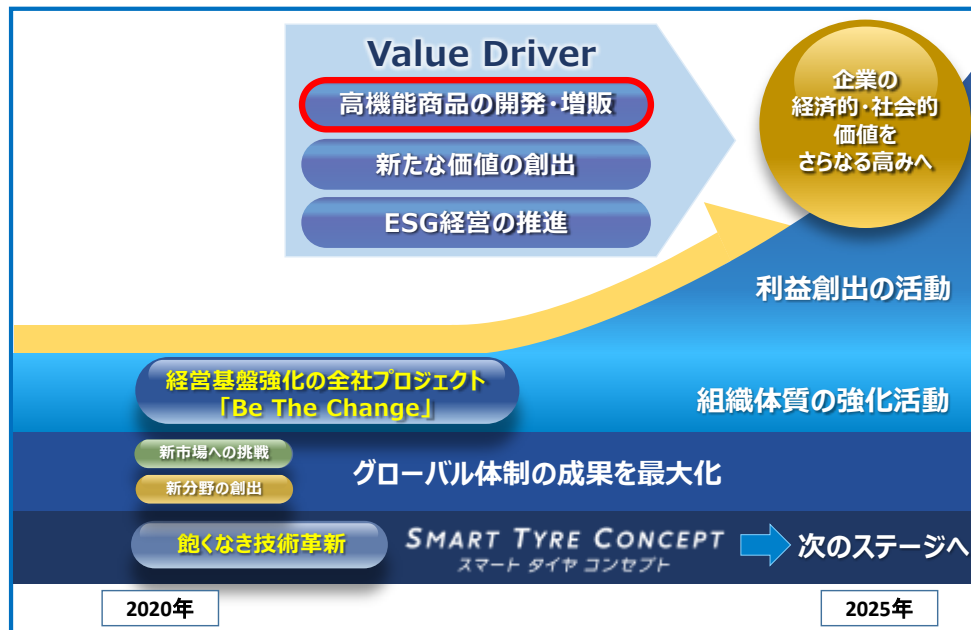 Value Driver
高機能商品の開発・増販
新たな価値の創出
ESG経営の推進
企業の
経済的・社会的
価値を
さらなる高みへ
利益創出の活動
経営基盤強化の全社プロジェクト
「Be The Change」
組織体質の強化活動
新市場への挑戦
新分野の創出
グローバル体制の成果を最大化
飽くなき技術革新
SMART TYRE CONCEPT
スマート タイヤ コンセプト
次のステージへ
2020年
2025年